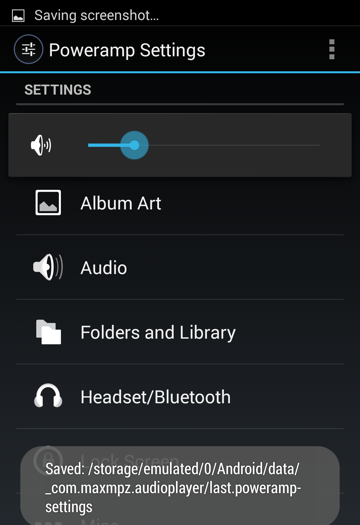 Saving screenshot...
Poweramp Settings
SETTINGS
Album Art
Audio
Folders and Library
Headset/Bluetooth
Lock Screen
Saved: /storage/emulated/0/Android/data/
_com.maxmpz.audioplayer/last.poweramp-
settings
Misc